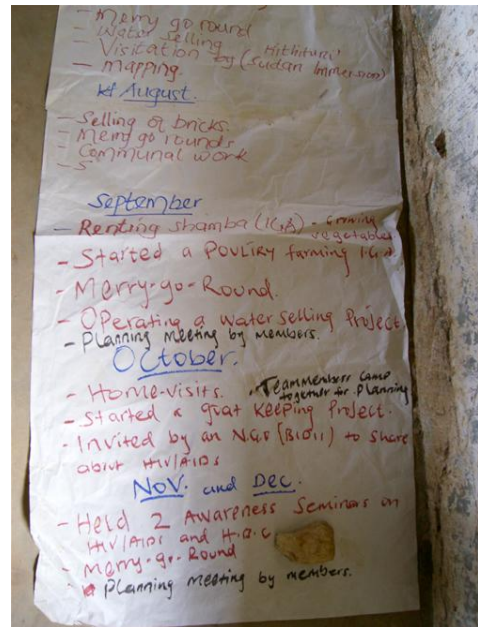 - Merry go round
- Water selling
- Visitation by (Sudan Immersion) Hithituni
- mapping.
August.
- Selling of bricks.
- Merry go rounds
- Communal work
- S
September
- Renting shamba (IGA) - Growing vegetables
- Started a POULTRY farming IGA.
- Merry-go-Round.
- OPerating a water selling Project
- Planning meeting by members.
October.
- Home-Visits. - Team members came together for planning
- Started a goat Keeping Project.
- Invited by an N.G.O (BIDII) to share
about HIV/AIDs
NoV. and Dec.
- Held 2 Awareness Seminars on
HIV/AIDs and H.B.C
- Merry-go-Round
- Planning meeting by members.